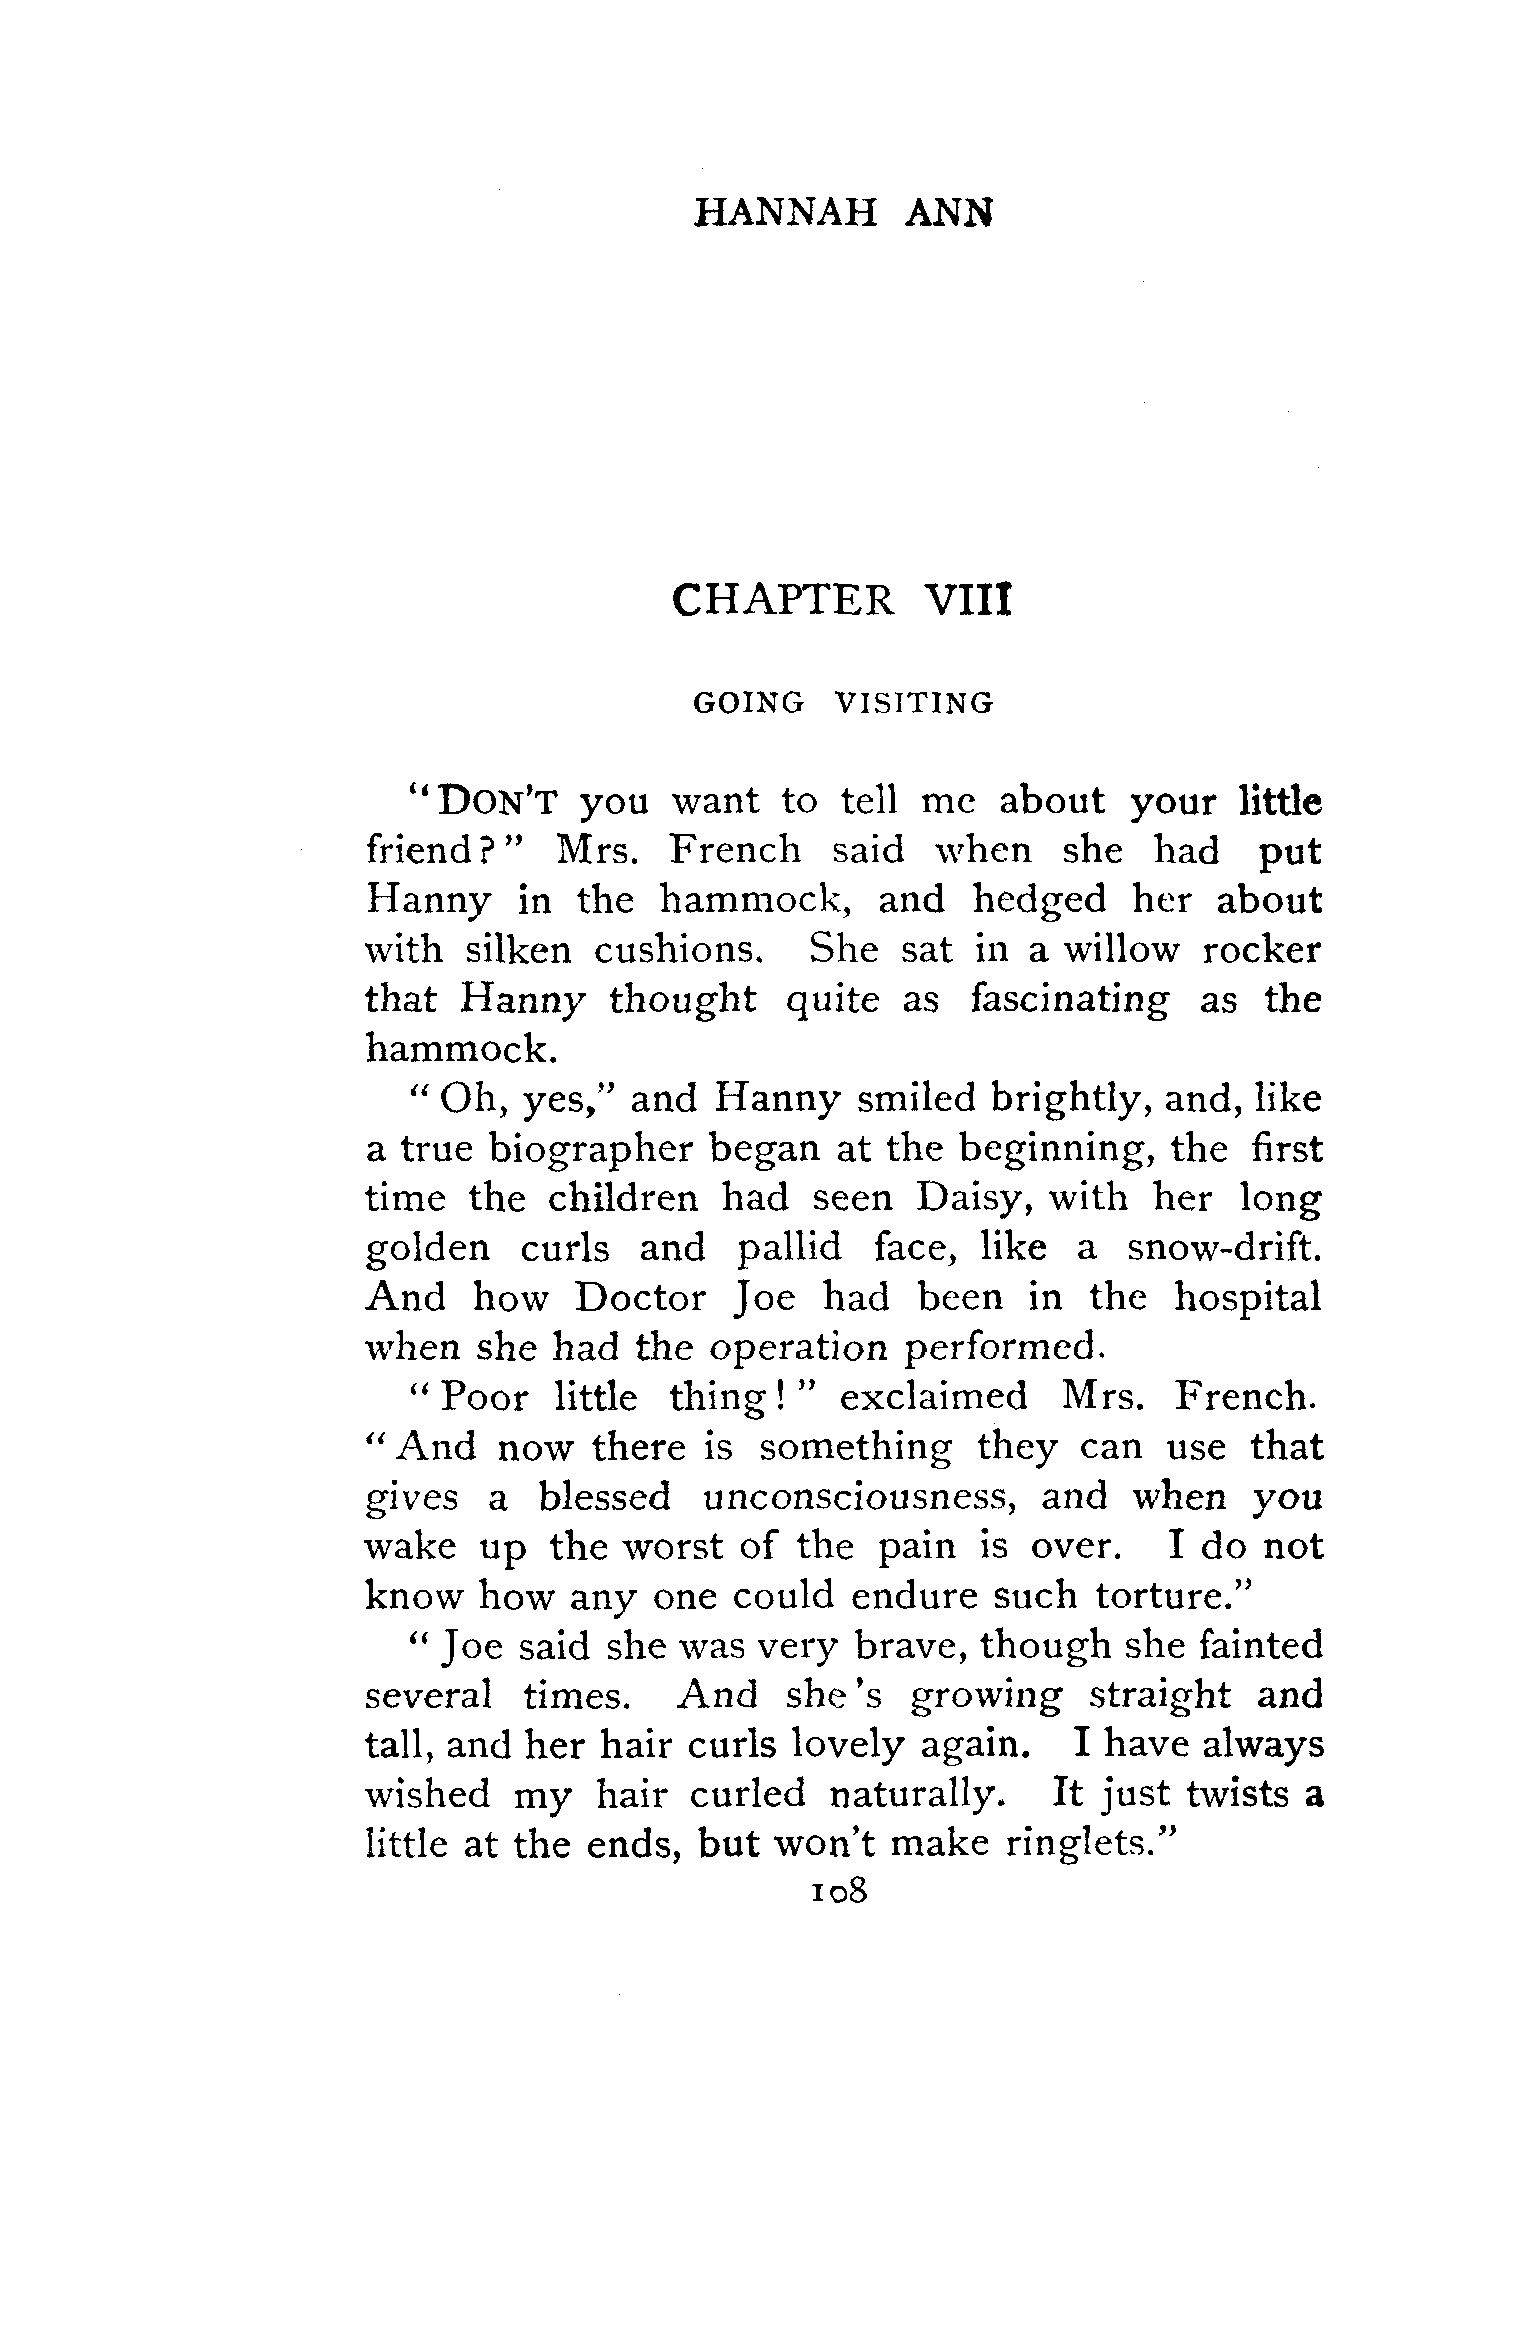 HANNAH ANN
CHAPTER VIII
GOING VISITING
“DON’T you want to tell me about your little
friend?” Mrs. French said when she had put
Hanny in the hammock, and hedged her about
with silken cushions. She sat in a willow rocker
that Hanny thought quite as fascinating as the
hammock.
“Oh, yes,” and Hanny smiled brightly, and, like
a true biographer began at the beginning, the first
time the children had seen Daisy, with her long
golden curls and pallid face, like a snow-drift.
And how Doctor Joe had been in the hospital
when she had the operation performed.
“Poor little thing!” exclaimed Mrs. French.
“And now there is something they can use that
gives a blessed unconsciousness, and when you
wake up the worst of the pain is over. I do not
know how any one could endure such torture.”
“Joe said she was very brave, though she fainted
several times. And she’s growing straight and
tall, and her hair curls lovely again. I have always
wished my hair curled naturally. It just twists a
little at the ends, but won’t make ringlets.”
108